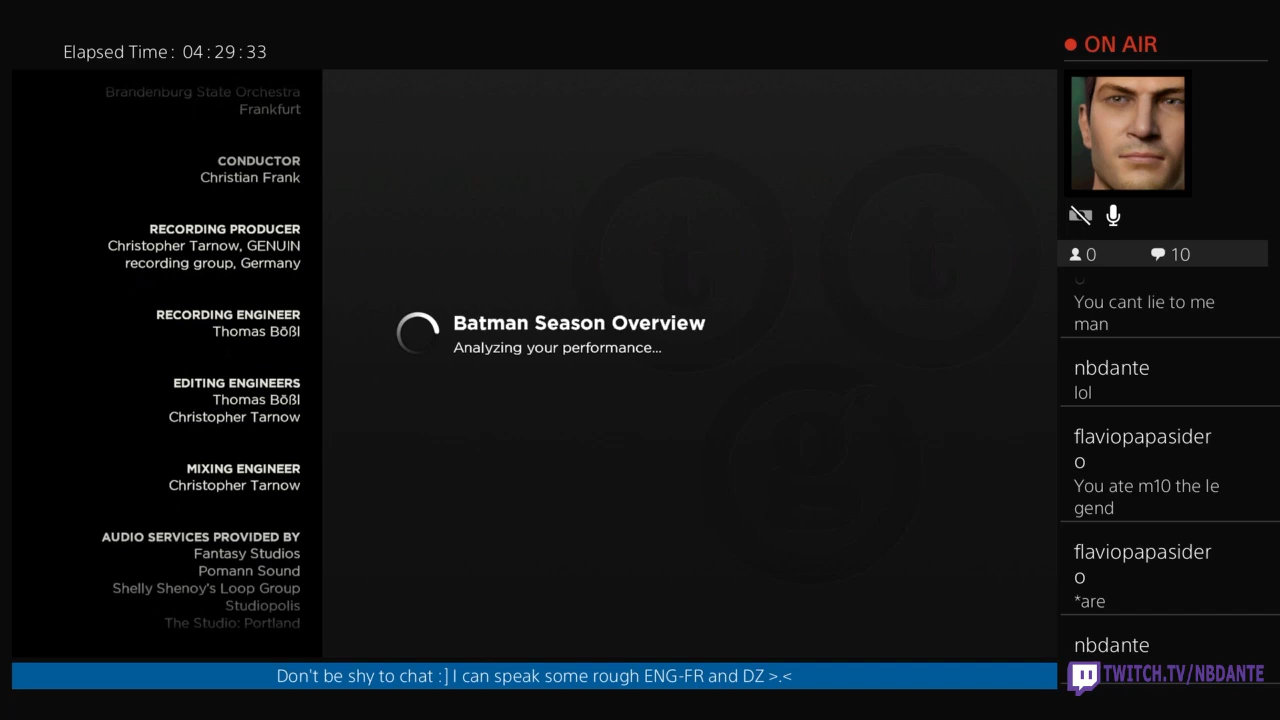 Elapsed Time: 04:29:33
ON AIR
Brandenburg State Orchestra
Frankfurt
CONDUCTOR
Christian Frank
RECORDING PRODUCER
Christopher Tarnow, GENUIN
recording group, Germany
RECORDING ENGINEER
Thomas Bößl
EDITING ENGINEERS
Thomas Bößl
Christopher Tarnow
MIXING ENGINEER
Christopher Tarnow
AUDIO SERVICES PROVIDED BY
Fantasy Studios
Pomann Sound
Shelly Shenoy's Loop Group
Studiopolis
The Studio: Portland
Batman Season Overview
Analyzing your performance...
t t g
0 10
You cant lie to me
man
nbdante
lol
flaviopapasider
o
You ate m10 the le
gend
flaviopapasider
o
*are
nbdante
Don't be shy to chat :] I can speak some rough ENG-FR and DZ >.<
TWITCH.TV/NBDANTE